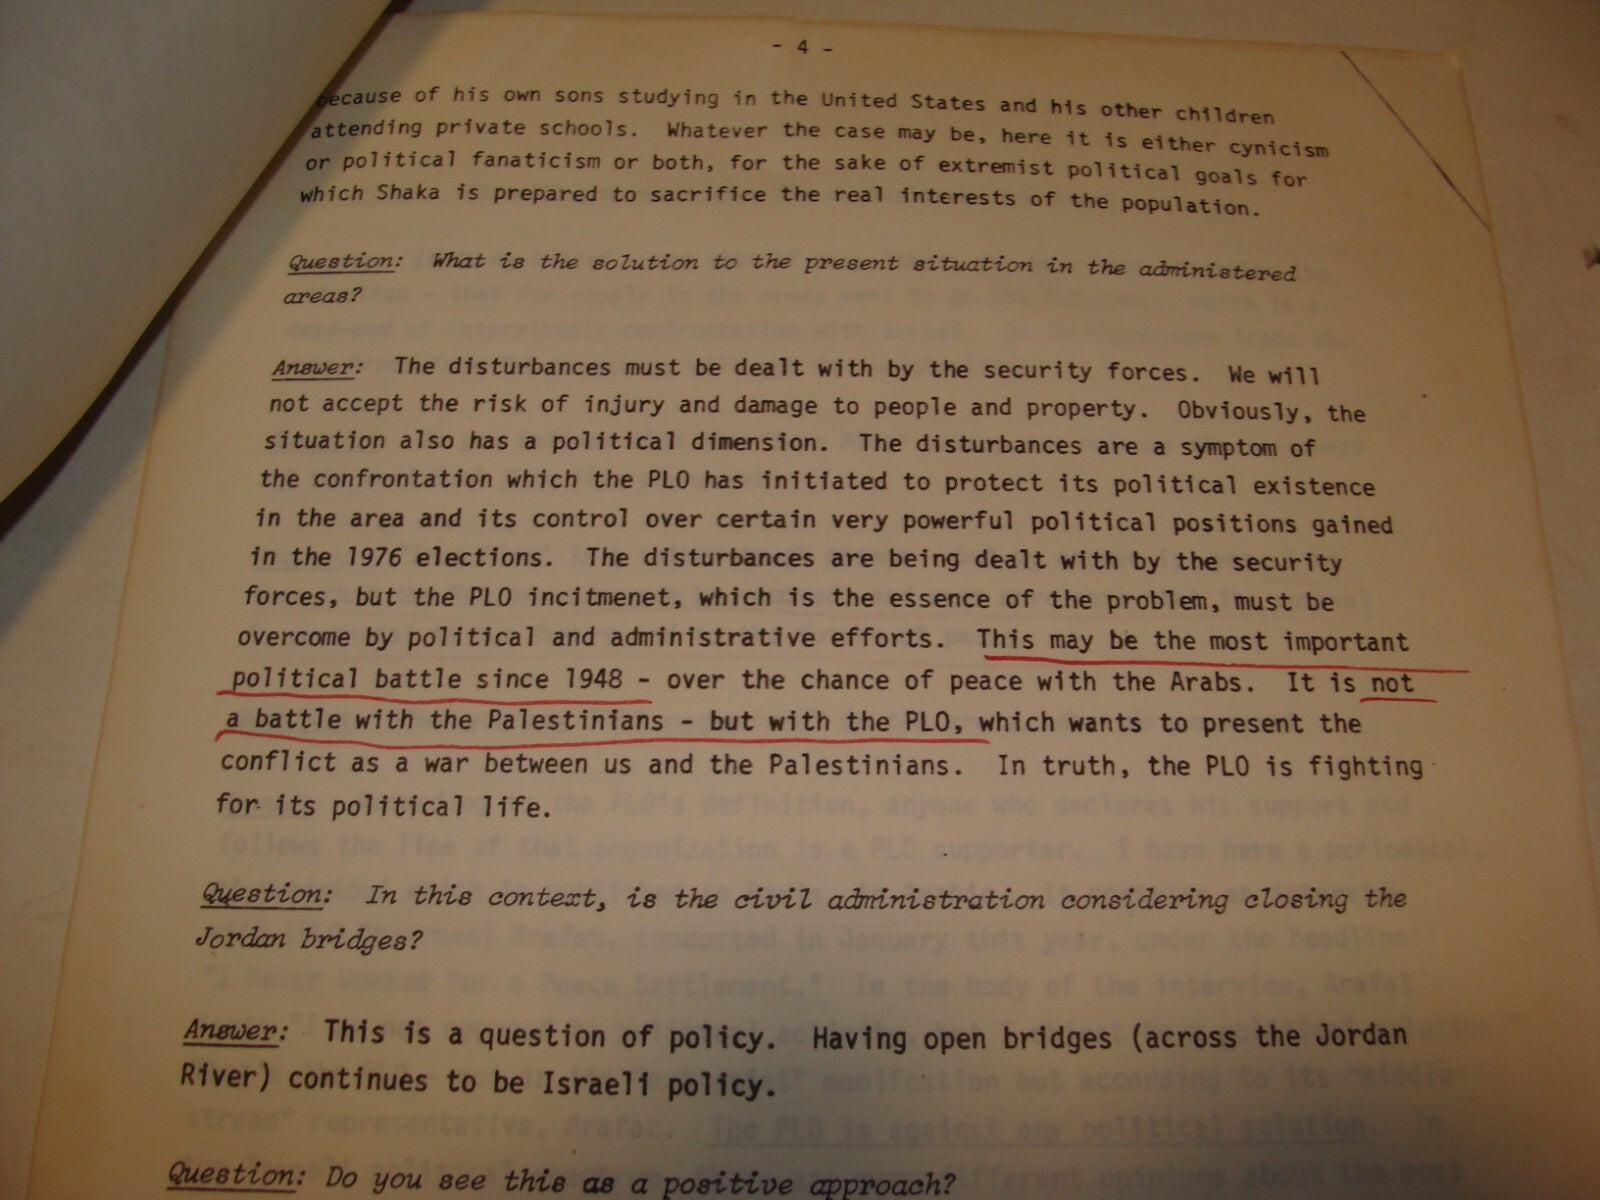 - 4 -
because of his own sons studying in the United States and his other children
attending private schools. Whatever the case may be, here it is either cynicism
or political fanaticism or both, for the sake of extremist political goals for
which Shaka is prepared to sacrifice the real interests of the population.
Question: What is the solution to the present situation in the administered
areas?
Answer: The disturbances must be dealt with by the security forces. We will
not accept the risk of injury and damage to people and property. Obviously, the
situation also has a political dimension. The disturbances are a symptom of
the confrontation which the PLO has initiated to protect its political existence
in the area and its control over certain very powerful political positions gained
in the 1976 elections. The disturbances are being dealt with by the security
forces, but the PLO incitmenet, which is the essence of the problem, must be
overcome by political and administrative efforts. This may be the most important
political battle since 1948 - over the chance of peace with the Arabs. It is not
a battle with the Palestinians - but with the PLO, which wants to present the
conflict as a war between us and the Palestinians. In truth, the PLO is fighting
for its political life.
Question: In this context, is the civil administration considering closing the
Jordan bridges?
Answer: This is a question of policy. Having open bridges (across the Jordan
River) continues to be Israeli policy.
Question: Do you see this as a positive approach?